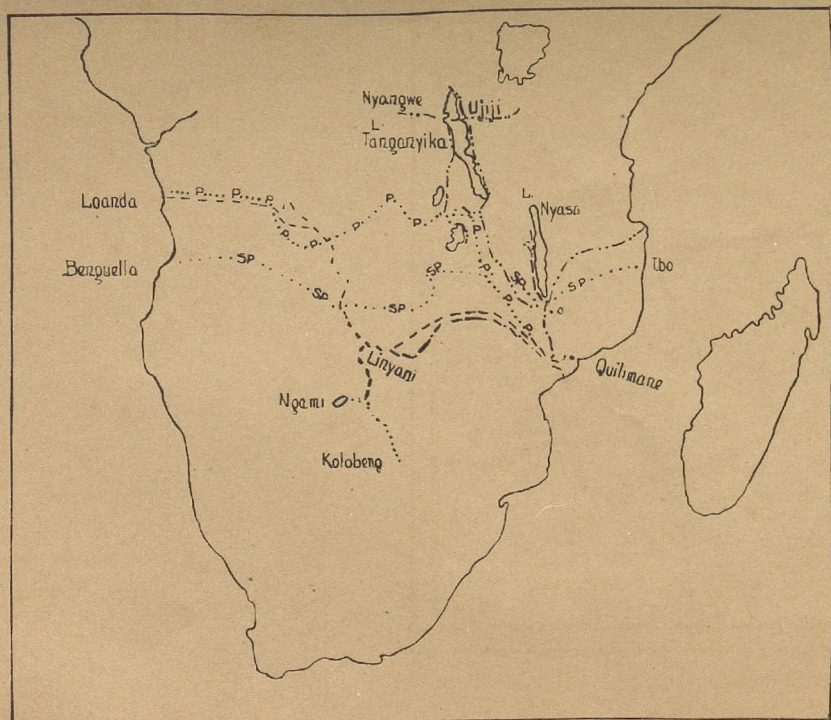 Nyangwe
Ujiji
L.
Tanganyika
P. P. P.
L.
Nyasa
Loanda
P. P. P. P. P. P
Benguella
SP
SP
SP
SP
SP
SP
Ibo
P
P
P
Linyani
Quilimane
Ngami
Kolobeng